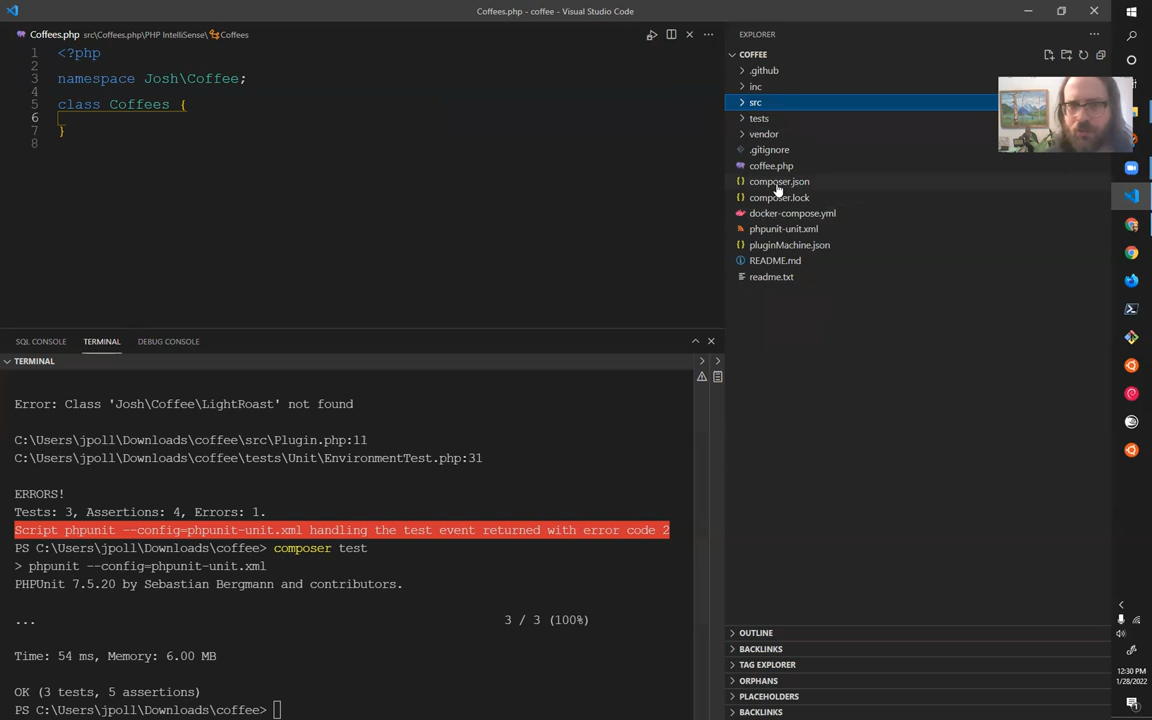 Coffees.php - coffee - Visual Studio Code
Coffees.php src\Coffees.php\PHP IntelliSense\Coffees
1 <?php
2
3 namespace Josh\Coffee;
4
5 class Coffees {
6
7 }
8
EXPLORER
COFFEE
.github
inc
src
tests
vendor
.gitignore
coffee.php
composer.json
composer.lock
docker-compose.yml
phpunit-unit.xml
pluginMachine.json
README.md
readme.txt
SQL CONSOLE TERMINAL DEBUG CONSOLE
TERMINAL
Error: Class 'Josh\Coffee\LightRoast' not found
C:\Users\jpoll\Downloads\coffee\src\Plugin.php:11
C:\Users\jpoll\Downloads\coffee\tests\Unit\EnvironmentTest.php:31
ERRORS!
Tests: 3, Assertions: 4, Errors: 1.
Script phpunit --config=phpunit-unit.xml handling the test event returned with error code 2
PS C:\Users\jpoll\Downloads\coffee> composer test
> phpunit --config=phpunit-unit.xml
PHPUnit 7.5.20 by Sebastian Bergmann and contributors.
... 3 / 3 (100%)
Time: 54 ms, Memory: 6.00 MB
OK (3 tests, 5 assertions)
PS C:\Users\jpoll\Downloads\coffee>
OUTLINE
BACKLINKS
TAG EXPLORER
ORPHANS
PLACEHOLDERS
BACKLINKS
12:30 PM
1/28/2022